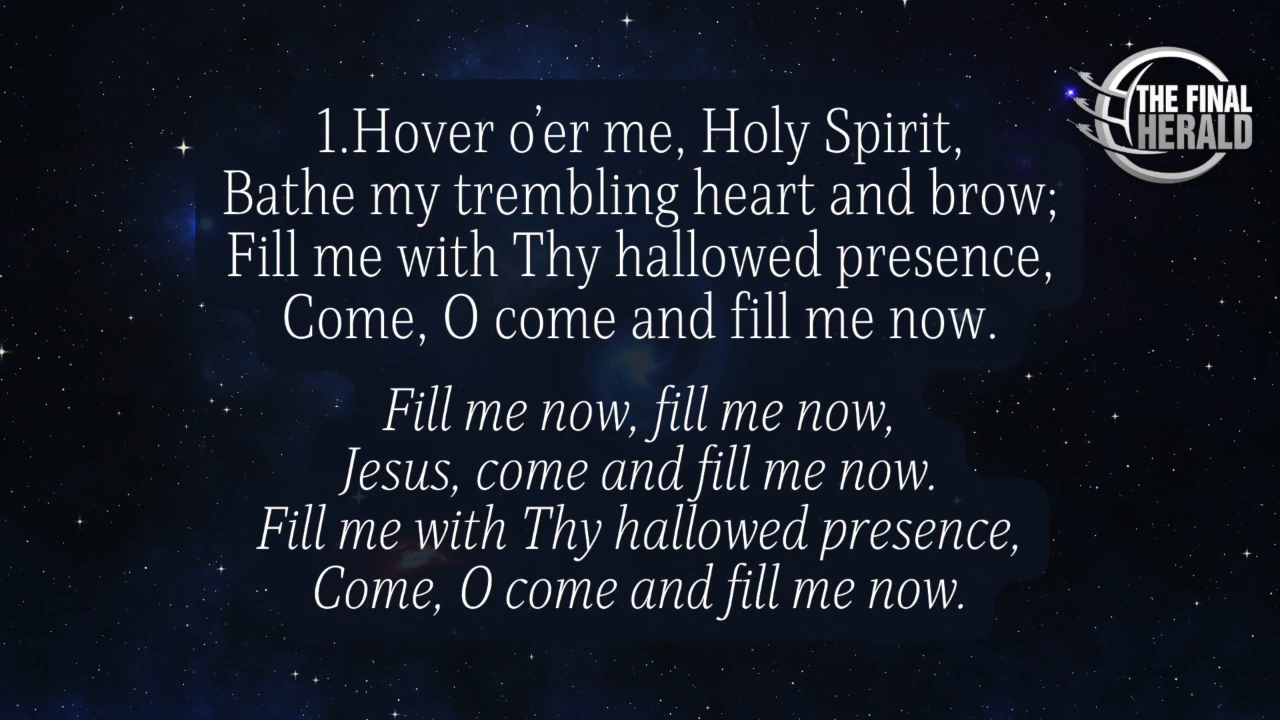 THE FINAL
HERALD
1.Hover o’er me, Holy Spirit,
Bathe my trembling heart and brow;
Fill me with Thy hallowed presence,
Come, O come and fill me now.
Fill me now, fill me now,
Jesus, come and fill me now.
Fill me with Thy hallowed presence,
Come, O come and fill me now.